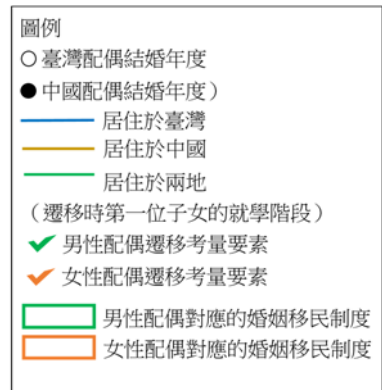 圖例
○臺灣配偶結婚年度
●中國配偶結婚年度）
居住於臺灣
居住於中國
居住於兩地
（遷移時第一位子女的就學階段）
男性配偶遷移考量要素
女性配偶遷移考量要素
男性配偶對應的婚姻移民制度
女性配偶對應的婚姻移民制度